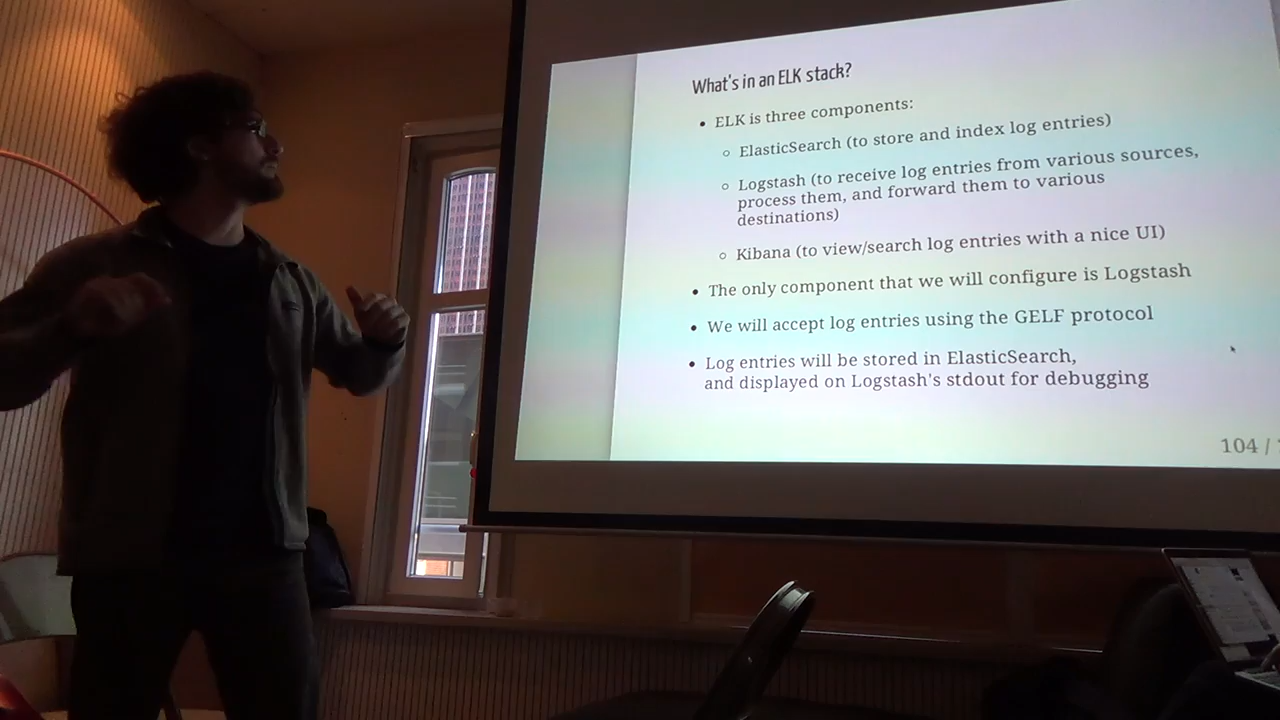 What's in an ELK stack?
• ELK is three components:
○ ElasticSearch (to store and index log entries)
○ Logstash (to receive log entries from various sources,
process them, and forward them to various
destinations)
○ Kibana (to view/search log entries with a nice UI)
• The only component that we will configure is Logstash
• We will accept log entries using the GELF protocol
• Log entries will be stored in ElasticSearch,
and displayed on Logstash's stdout for debugging
104 /